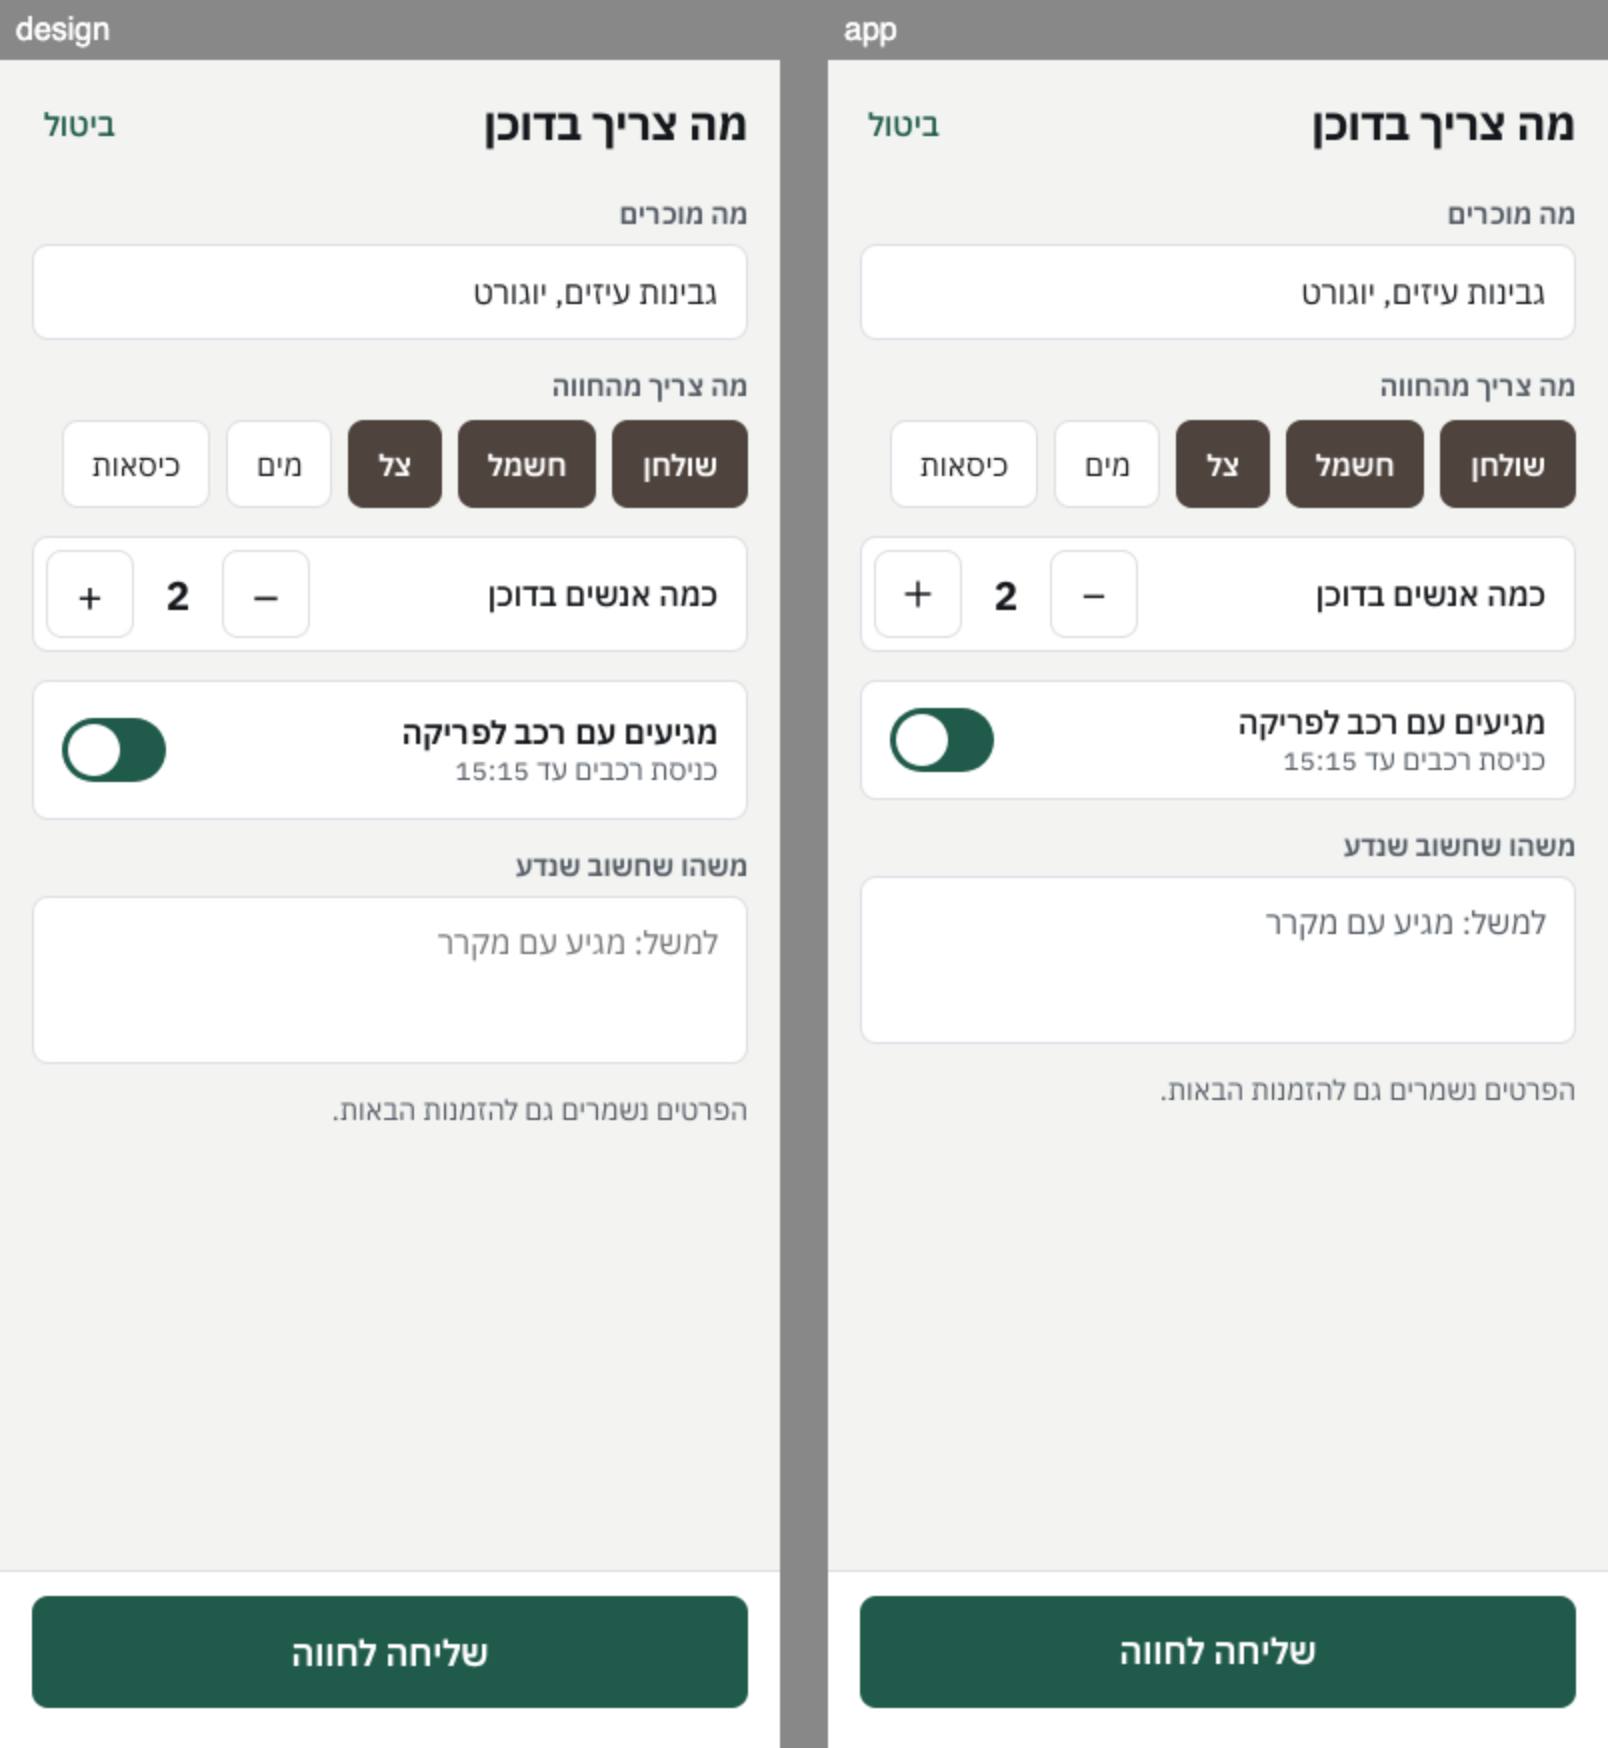 design
מה צריך בדוכן
ביטול
מה מוכרים
גבינות עיזים, יוגורט
מה צריך מהחווה
שולחן
חשמל
צל
מים
כיסאות
כמה אנשים בדוכן
–
2
+
מגיעים עם רכב לפריקה
כניסת רכבים עד 15:15
משהו שחשוב שנדע
למשל: מגיע עם מקרר
הפרטים נשמרים גם להזמנות הבאות.
שליחה לחווה
app
מה צריך בדוכן
ביטול
מה מוכרים
גבינות עיזים, יוגורט
מה צריך מהחווה
שולחן
חשמל
צל
מים
כיסאות
כמה אנשים בדוכן
–
2
+
מגיעים עם רכב לפריקה
כניסת רכבים עד 15:15
משהו שחשוב שנדע
למשל: מגיע עם מקרר
הפרטים נשמרים גם להזמנות הבאות.
שליחה לחווה